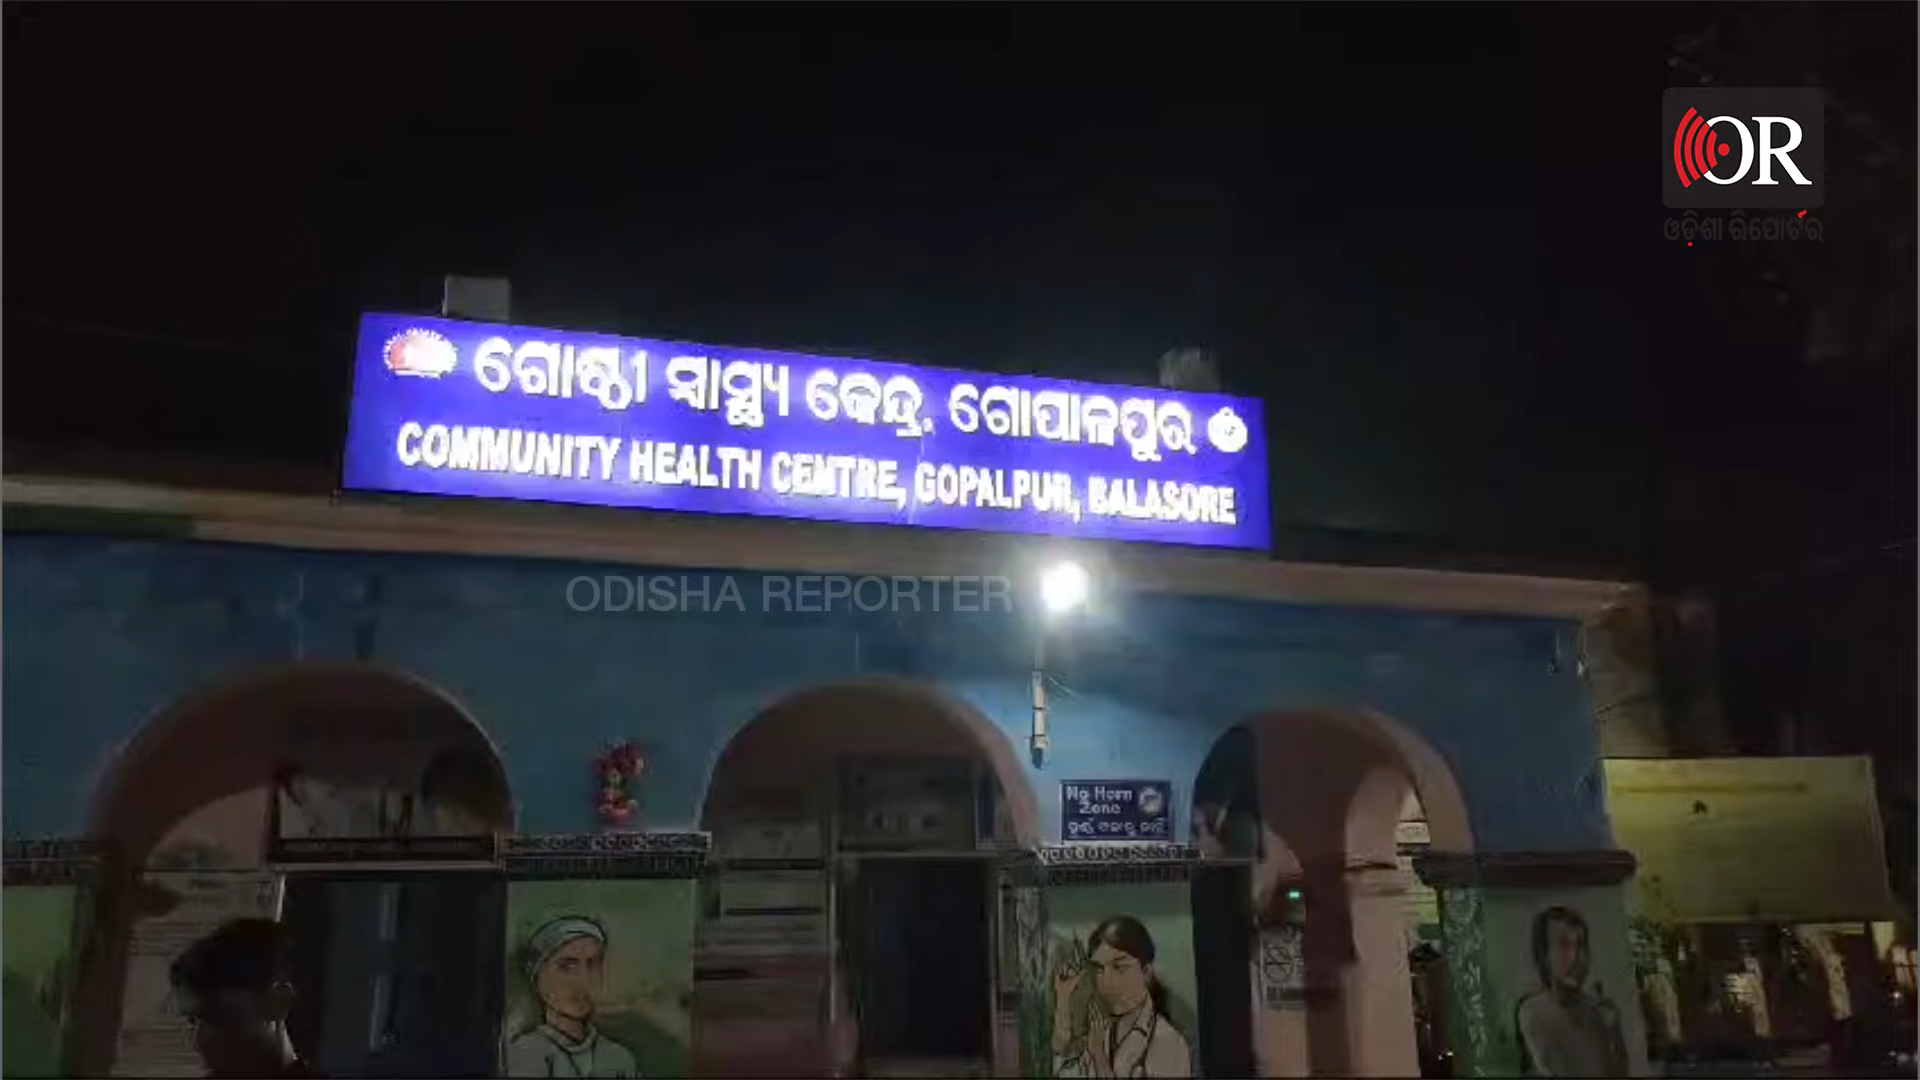 OR
ଓଡ଼ିଶା ରିପୋର୍ଟର
ଗୋଷ୍ଠୀ ସ୍ୱାସ୍ଥ୍ୟ କେନ୍ଦ୍ର, ଗୋପାଳପୁର
COMMUNITY HEALTH CENTRE, GOPALPUR, BALASORE
ODISHA REPORTER
No Horn
Zone